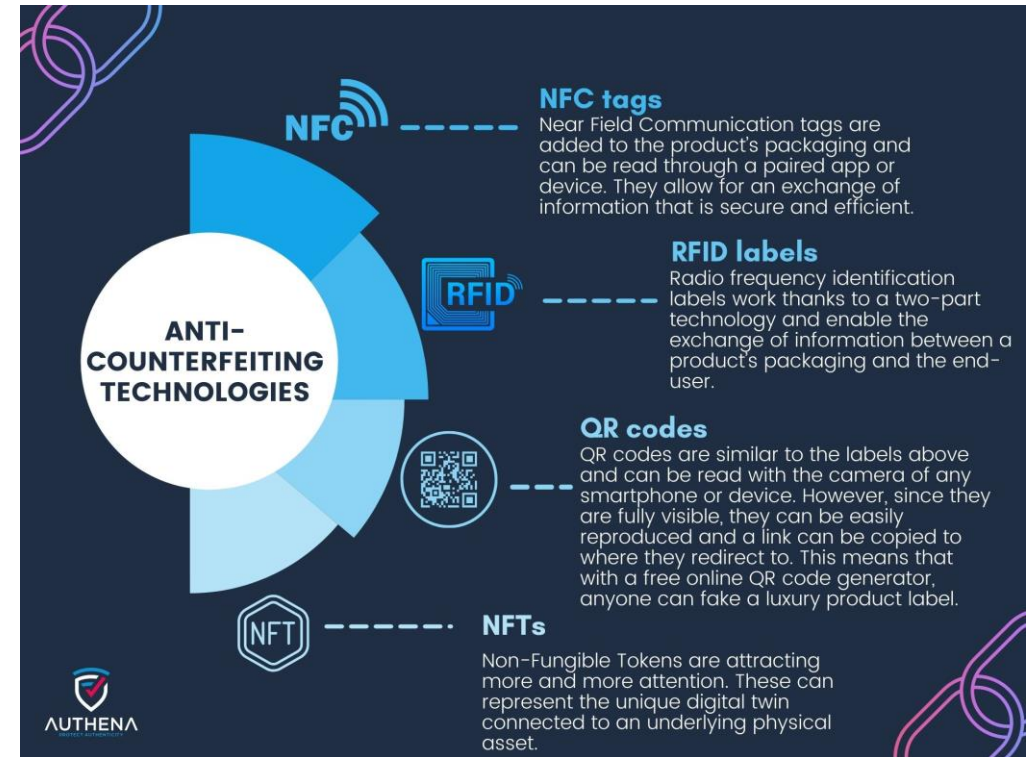 NFC
NFC tags
Near Field Communication tags are
added to the product's packaging and
can be read through a paired app or
device. They allow for an exchange of
information that is secure and efficient.
RFID
RFID labels
Radio frequency identification
labels work thanks to a two-part
technology and enable the
exchange of information between a
product's packaging and the end-
user.
ANTI-
COUNTERFEITING
TECHNOLOGIES
QR codes
QR codes are similar to the labels above
and can be read with the camera of any
smartphone or device. However, since they
are fully visible, they can be easily
reproduced and a link can be copied to
where they redirect to. This means that
with a free online QR code generator,
anyone can fake a luxury product label.
NFT
NFTs
Non-Fungible Tokens are attracting
more and more attention. These can
represent the unique digital twin
connected to an underlying physical
asset.
AUTHENA
PROTECT AUTHENTICITY